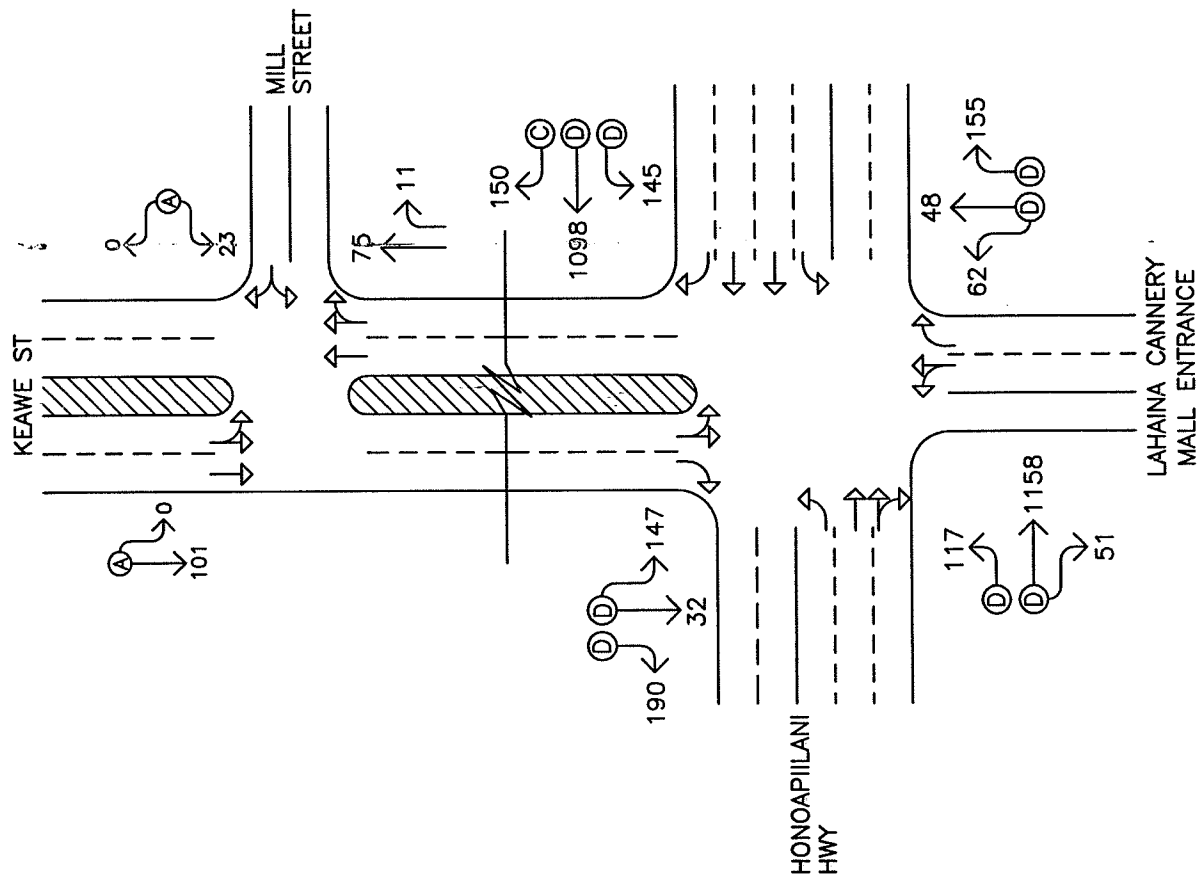 KEAWE ST
0
A
23
MILL
STREET
A
0
101
75
11
150
C
1098
D
D
145
190
D
D
147
32
HONOAPIILANI
HWY
117
D
1158
D
51
48
155
62
D
D
LAHAINA CANNERY
MALL ENTRANCE